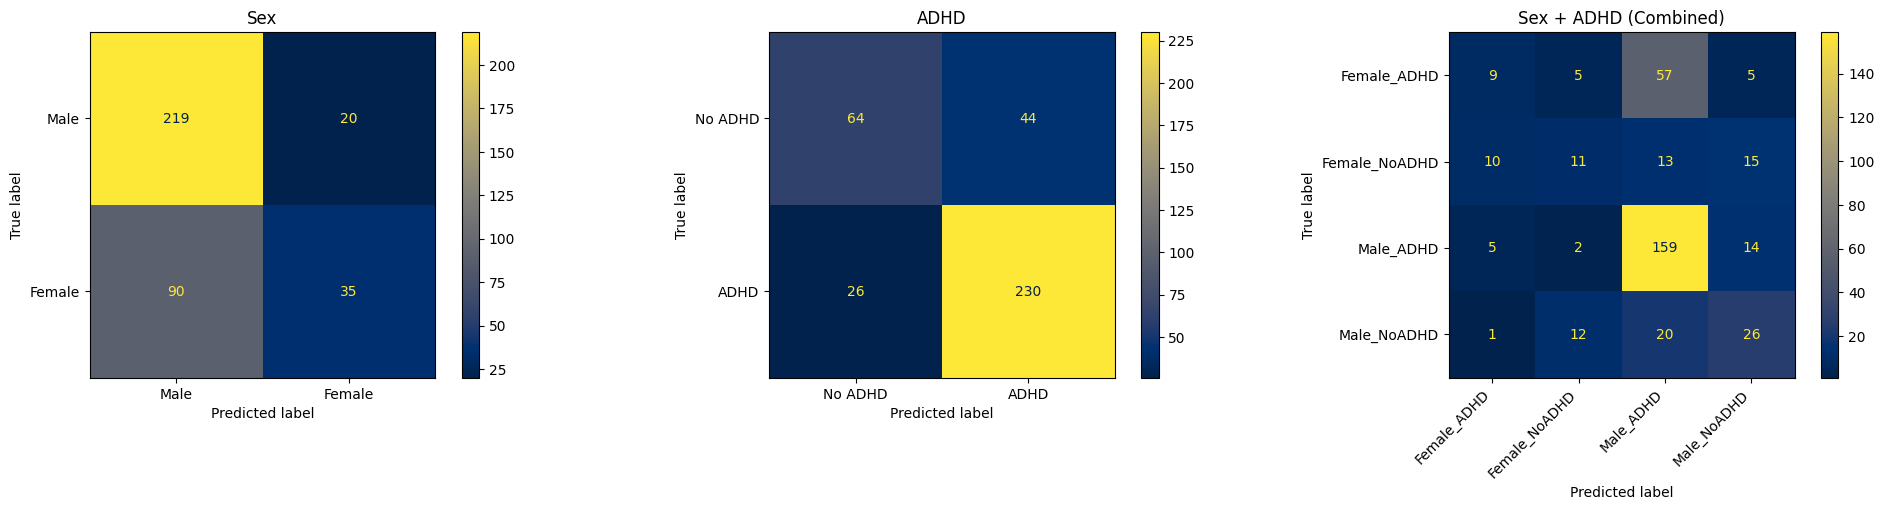 Sex
Male
Female
219
20
90
35
Male
Female
Predicted label
True label
200
175
150
125
100
75
50
25
ADHD
No ADHD
ADHD
64
44
26
230
No ADHD
ADHD
Predicted label
True label
225
200
175
150
125
100
75
50
Sex + ADHD (Combined)
Female_ADHD
Female_NoADHD
Male_ADHD
Male_NoADHD
9 5 57 5
10 11 13 15
5 2 159 14
1 12 20 26
Female_ADHD
Female_NoADHD
Male_ADHD
Male_NoADHD
Predicted label
True label
140
120
100
80
60
40
20